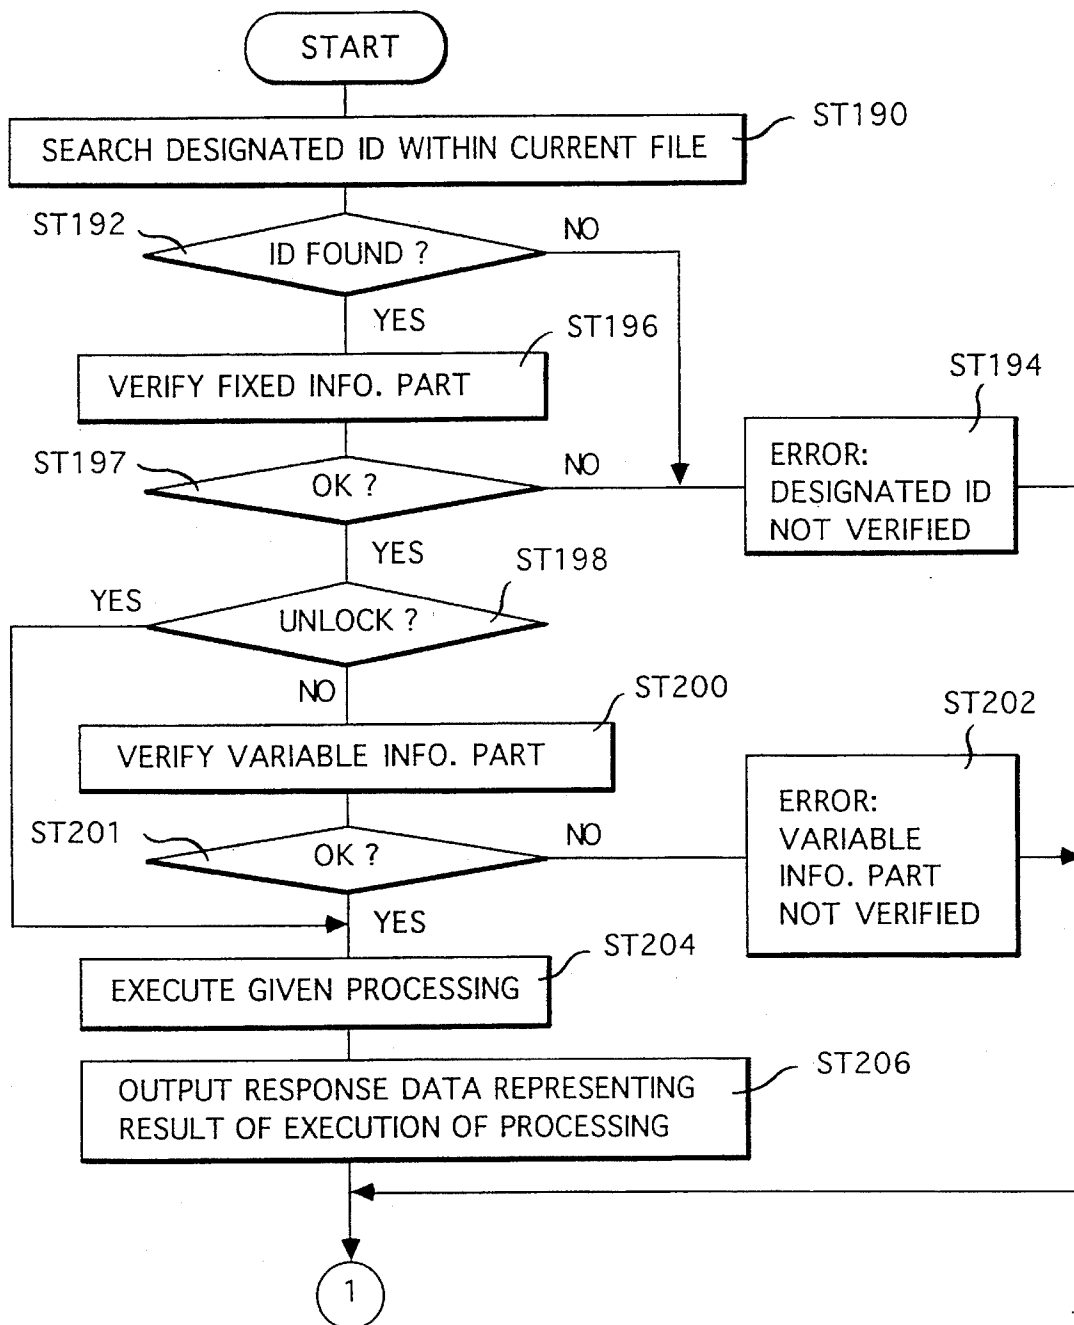 START
ST190
SEARCH DESIGNATED ID WITHIN CURRENT FILE
ST192
ID FOUND ?
NO
YES
ST196
VERIFY FIXED INFO. PART
ST194
ERROR:
DESIGNATED ID
NOT VERIFIED
ST197
OK ?
NO
YES
ST198
YES
UNLOCK ?
NO
ST200
VERIFY VARIABLE INFO. PART
ST202
ERROR:
VARIABLE
INFO. PART
NOT VERIFIED
ST201
OK ?
NO
YES
ST204
EXECUTE GIVEN PROCESSING
ST206
OUTPUT RESPONSE DATA REPRESENTING
RESULT OF EXECUTION OF PROCESSING
1